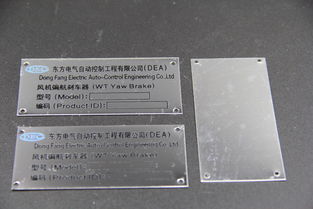 DEC 东方电气自动控制工程有限公司(DEA)
Dong Fang Electric Auto-Control Engineering Co.,Ltd
风机偏航刹车器 (WT Yaw Brake)
型号 (Model):
编码 (Product ID):
DEC 东方电气自动控制工程有限公司(DEA)
Dong Fang Electric Auto-Control Engineering Co.,Ltd
风机偏航刹车器 (WT Yaw Brake)
型号 (Model):
编码 (Product ID):